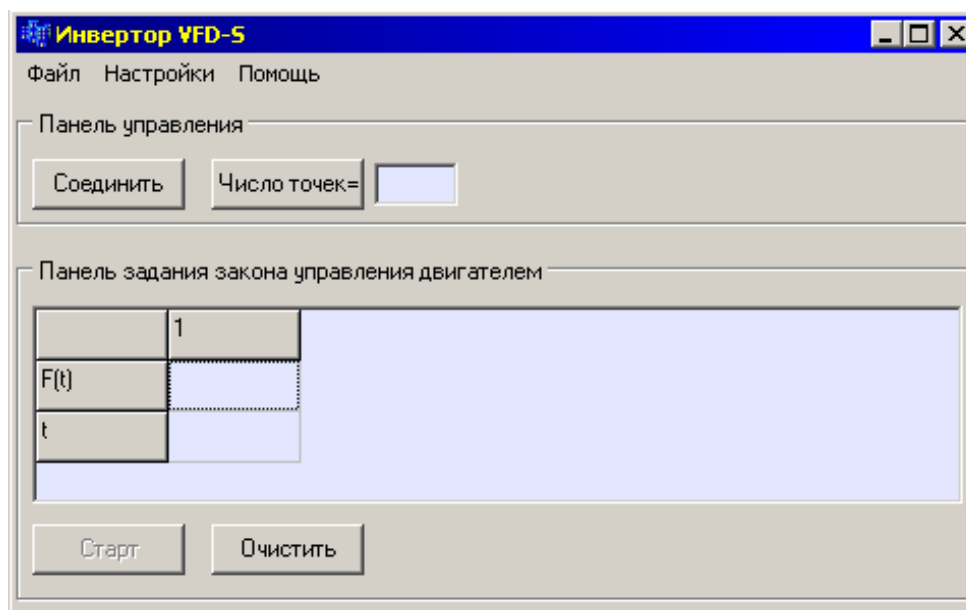 Инвертор VFD-S
Файл Настройки Помощь
Панель управления
Соединить Число точек=
Панель задания закона управления двигателем
1
F(t)
t
Старт Очистить